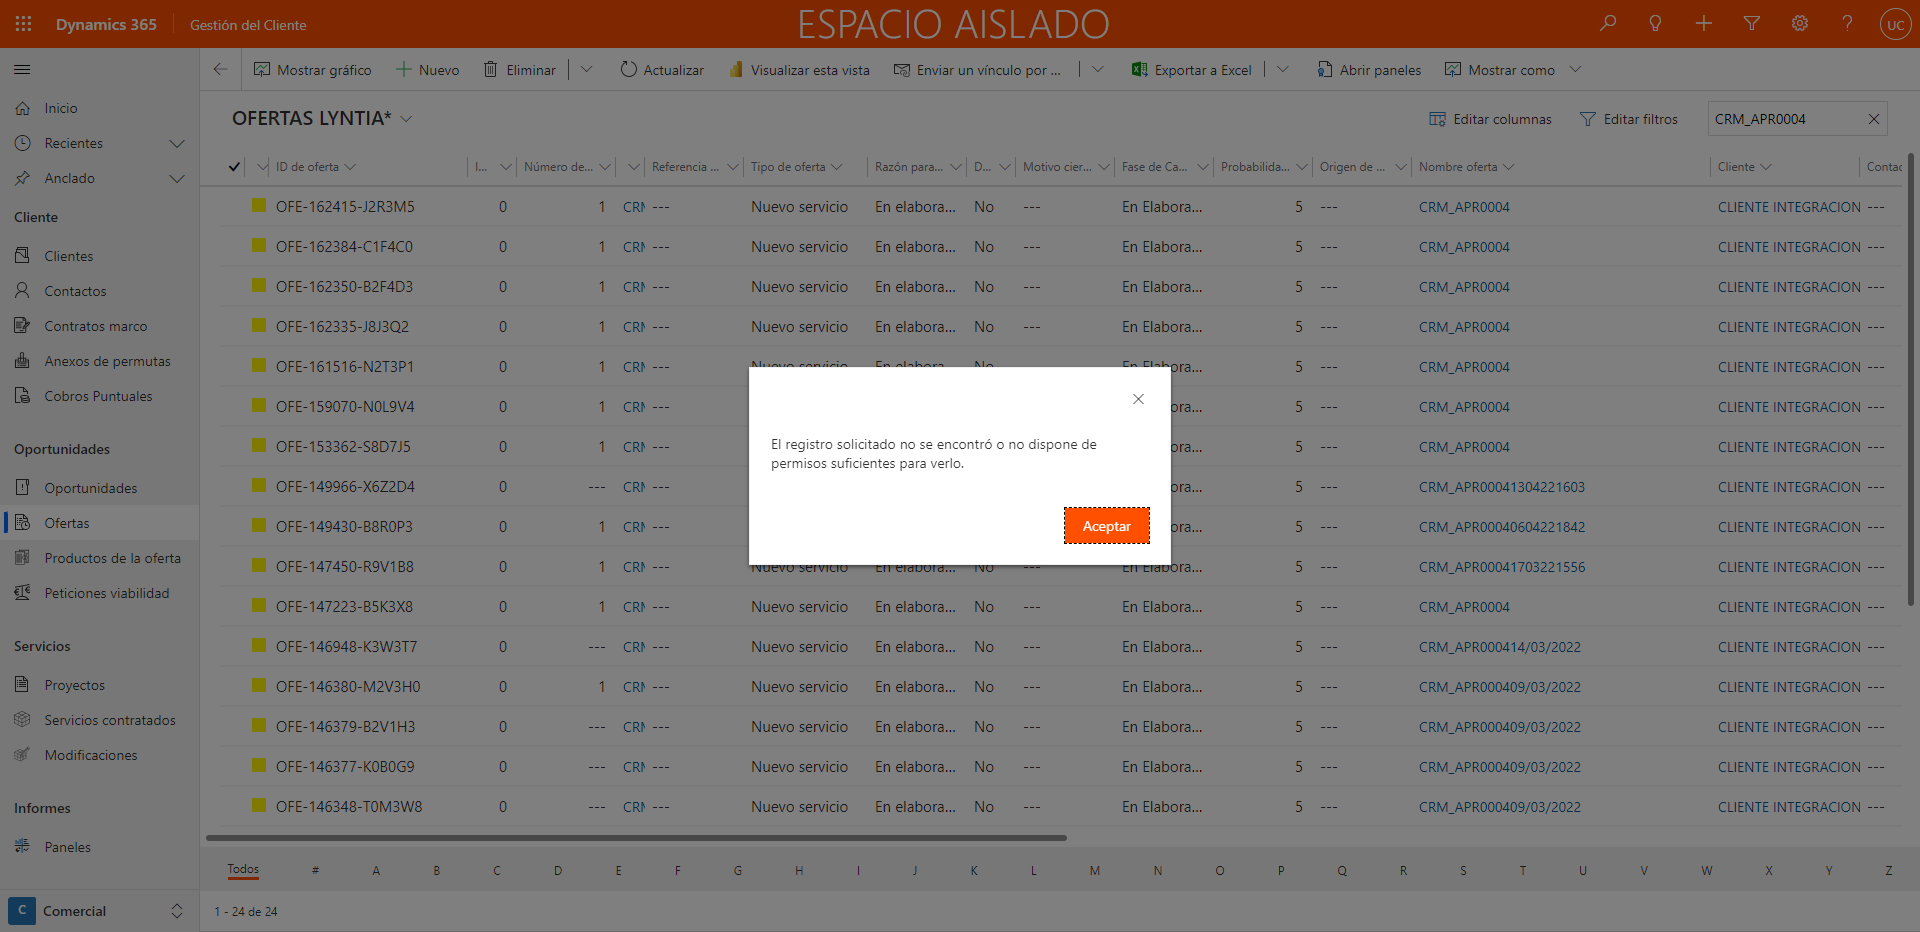 Dynamics 365 Gestión del Cliente ESPACIO AISLADO UC
Mostrar gráfico Nuevo Eliminar Actualizar Visualizar esta vista Enviar un vínculo por ... Exportar a Excel Abrir paneles Mostrar como
Inicio
Recientes
Anclado
Cliente
Clientes
Contactos
Contratos marco
Anexos de permutas
Cobros Puntuales
Oportunidades
Oportunidades
Ofertas
Productos de la oferta
Peticiones viabilidad
Servicios
Proyectos
Servicios contratados
Modificaciones
Informes
Paneles
C Comercial
OFERTAS LYNTIA* Editar columnas Editar filtros CRM_APR0004
ID de oferta I... Número de... Referencia ... Tipo de oferta Razón para... D... Motivo cier... Fase de Ca... Probabilida... Origen de ... Nombre oferta Cliente Contac
OFE-162415-J2R3M5 0 1 CRM --- Nuevo servicio En elabora... No --- En Elabora... 5 --- CRM_APR0004 CLIENTE INTEGRACION ---
OFE-162384-C1F4C0 0 1 CRM --- Nuevo servicio En elabora... No --- En Elabora... 5 --- CRM_APR0004 CLIENTE INTEGRACION ---
OFE-162350-B2F4D3 0 1 CRM --- Nuevo servicio En elabora... No --- En Elabora... 5 --- CRM_APR0004 CLIENTE INTEGRACION ---
OFE-162335-J8J3Q2 0 1 CRM --- Nuevo servicio En elabora... No --- En Elabora... 5 --- CRM_APR0004 CLIENTE INTEGRACION ---
OFE-161516-N2T3P1 0 1 CRM --- Nuevo servicio En elabora... No --- En Elabora... 5 --- CRM_APR0004 CLIENTE INTEGRACION ---
OFE-159070-N0L9V4 0 1 CRM --- ora... 5 --- CRM_APR0004 CLIENTE INTEGRACION ---
OFE-153362-S8D7J5 0 1 CRM --- ora... 5 --- CRM_APR0004 CLIENTE INTEGRACION ---
OFE-149966-X6Z2D4 0 --- CRM --- ora... 5 --- CRM_APR00041304221603 CLIENTE INTEGRACION ---
OFE-149430-B8R0P3 0 1 CRM --- ora... 5 --- CRM_APR00040604221842 CLIENTE INTEGRACION ---
OFE-147450-R9V1B8 0 1 CRM --- Nuevo servicio En elabora... No --- En Elabora... 5 --- CRM_APR00041703221556 CLIENTE INTEGRACION ---
OFE-147223-B5K3X8 0 1 CRM --- Nuevo servicio En elabora... No --- En Elabora... 5 --- CRM_APR0004 CLIENTE INTEGRACION ---
OFE-146948-K3W3T7 0 --- CRM --- Nuevo servicio En elabora... No --- En Elabora... 5 --- CRM_APR000414/03/2022 CLIENTE INTEGRACION ---
OFE-146380-M2V3H0 0 1 CRM --- Nuevo servicio En elabora... No --- En Elabora... 5 --- CRM_APR000409/03/2022 CLIENTE INTEGRACION ---
OFE-146379-B2V1H3 0 --- CRM --- Nuevo servicio En elabora... No --- En Elabora... 5 --- CRM_APR000409/03/2022 CLIENTE INTEGRACION ---
OFE-146377-K0B0G9 0 --- CRM --- Nuevo servicio En elabora... No --- En Elabora... 5 --- CRM_APR000409/03/2022 CLIENTE INTEGRACION ---
OFE-146348-T0M3W8 0 --- CRM --- Nuevo servicio En elabora... No --- En Elabora... 5 --- CRM_APR000409/03/2022 CLIENTE INTEGRACION ---
El registro solicitado no se encontró o no dispone de
permisos suficientes para verlo.
Aceptar
Todos # A B C D E F G H I J K L M N O P Q R S T U V W X Y Z
1 - 24 de 24